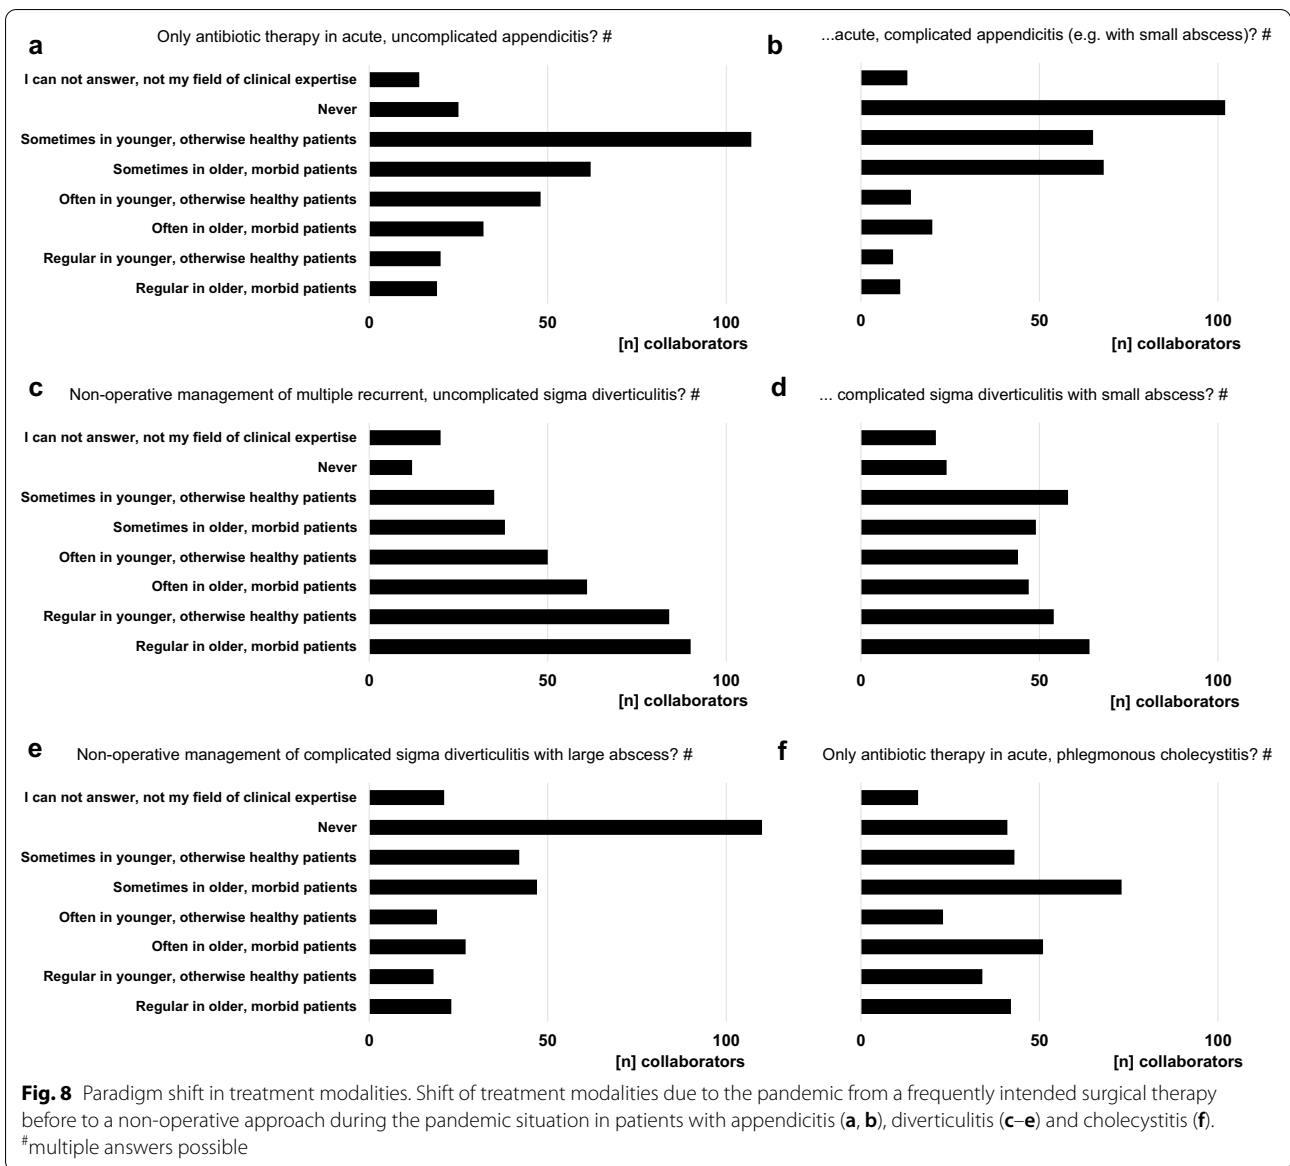 a
Only antibiotic therapy in acute, uncomplicated appendicitis? #
I can not answer, not my field of clinical expertise
Never
Sometimes in younger, otherwise healthy patients
Sometimes in older, morbid patients
Often in younger, otherwise healthy patients
Often in older, morbid patients
Regular in younger, otherwise healthy patients
Regular in older, morbid patients
0 50 100
[n] collaborators
b
...acute, complicated appendicitis (e.g. with small abscess)? #
0 50 100
[n] collaborators
c
Non-operative management of multiple recurrent, uncomplicated sigma diverticulitis? #
I can not answer, not my field of clinical expertise
Never
Sometimes in younger, otherwise healthy patients
Sometimes in older, morbid patients
Often in younger, otherwise healthy patients
Often in older, morbid patients
Regular in younger, otherwise healthy patients
Regular in older, morbid patients
0 50 100
[n] collaborators
d
... complicated sigma diverticulitis with small abscess? #
0 50 100
[n] collaborators
e
Non-operative management of complicated sigma diverticulitis with large abscess? #
I can not answer, not my field of clinical expertise
Never
Sometimes in younger, otherwise healthy patients
Sometimes in older, morbid patients
Often in younger, otherwise healthy patients
Often in older, morbid patients
Regular in younger, otherwise healthy patients
Regular in older, morbid patients
0 50 100
[n] collaborators
f
Only antibiotic therapy in acute, phlegmonous cholecystitis? #
0 50 100
[n] collaborators
Fig. 8 Paradigm shift in treatment modalities. Shift of treatment modalities due to the pandemic from a frequently intended surgical therapy
before to a non-operative approach during the pandemic situation in patients with appendicitis (a, b), diverticulitis (c–e) and cholecystitis (f).
#multiple answers possible